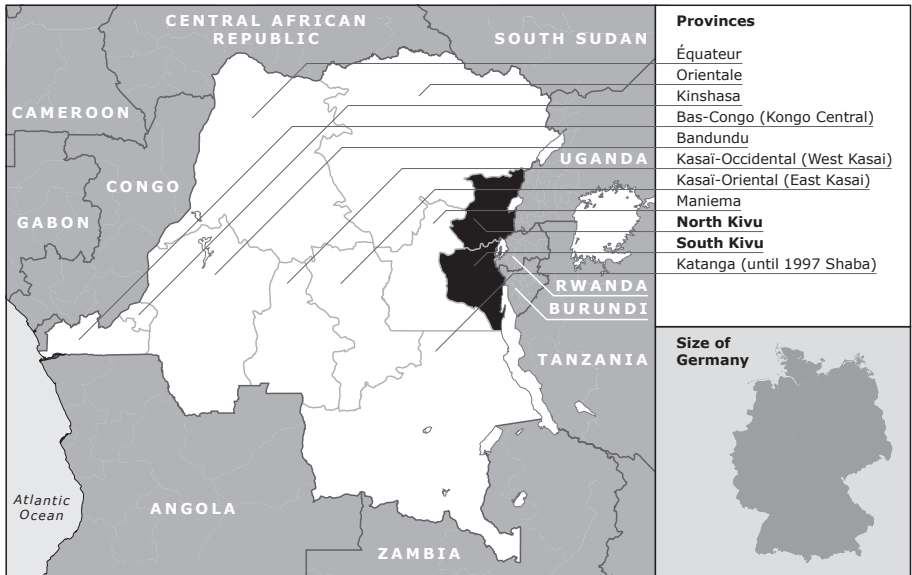 CENTRAL AFRICAN
REPUBLIC
SOUTH SUDAN
CAMEROON
CONGO
GABON
UGANDA
RWANDA
BURUNDI
TANZANIA
ANGOLA
ZAMBIA
Atlantic
Ocean
Provinces
Équateur
Orientale
Kinshasa
Bas-Congo (Kongo Central)
Bandundu
Kasaï-Occidental (West Kasai)
Kasaï-Oriental (East Kasai)
Maniema
North Kivu
South Kivu
Katanga (until 1997 Shaba)
Size of
Germany